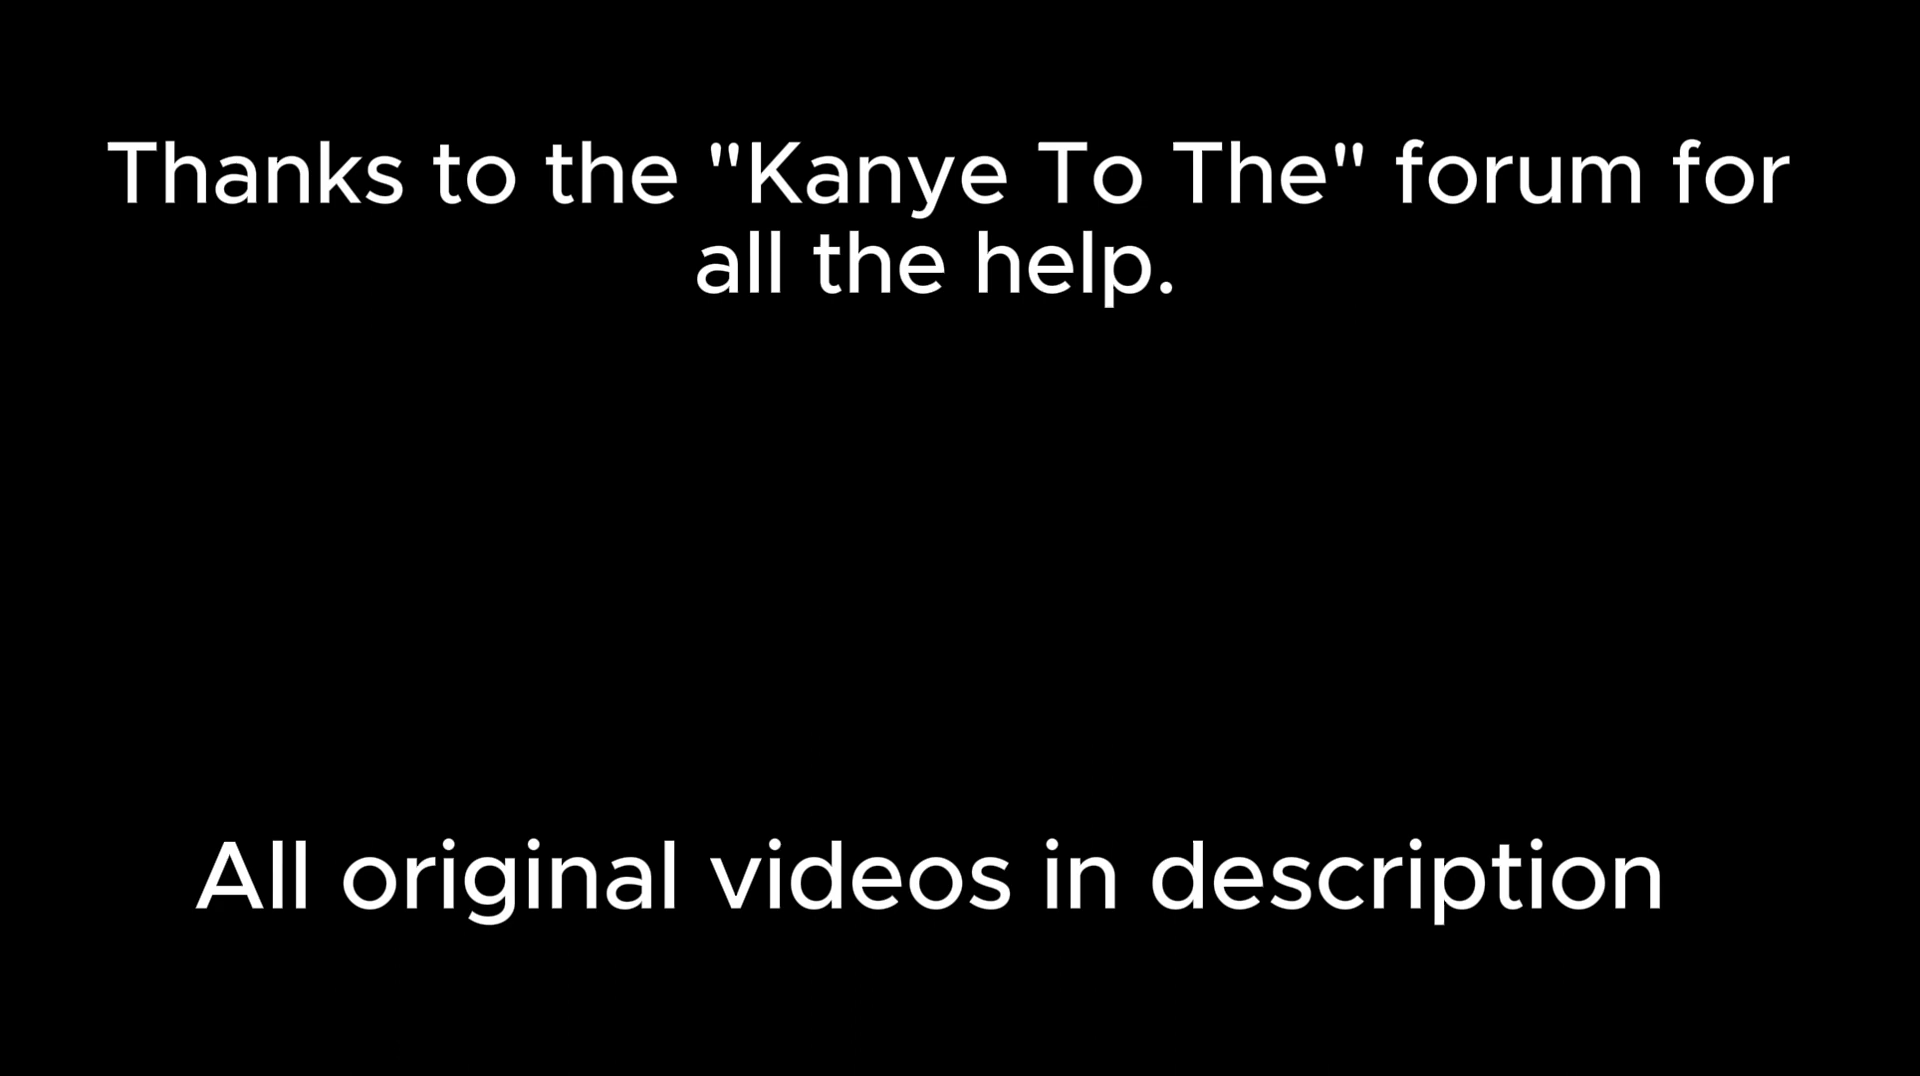 Thanks to the "Kanye To The" forum for
all the help.
All original videos in description